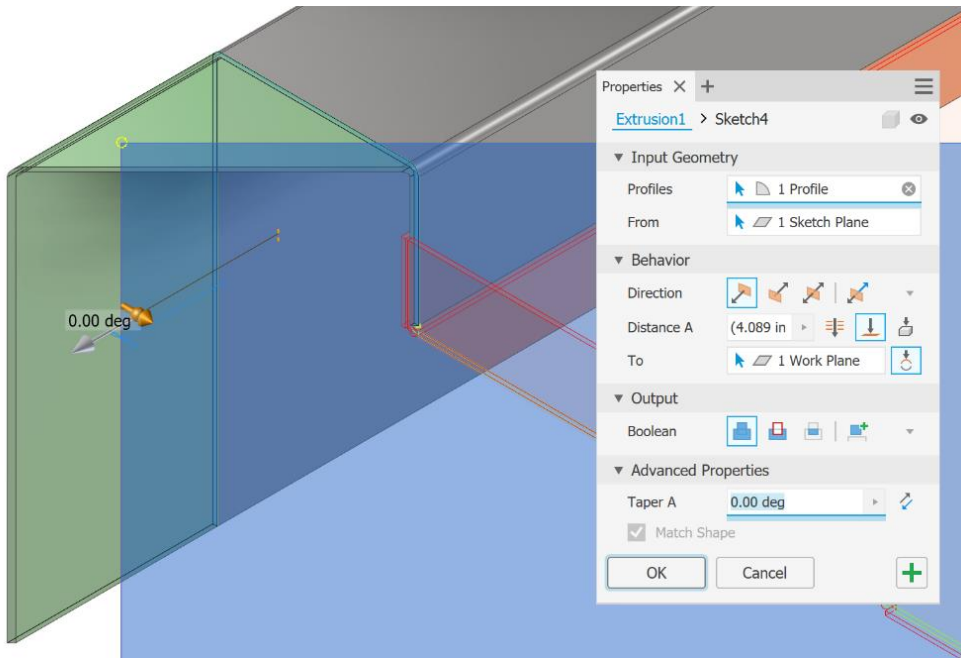 Properties
Extrusion1 > Sketch4
Input Geometry
Profiles 1 Profile
From 1 Sketch Plane
Behavior
Direction
Distance A (4.089 in
To 1 Work Plane
Output
Boolean
Advanced Properties
Taper A 0.00 deg
Match Shape
OK Cancel
0.00 deg